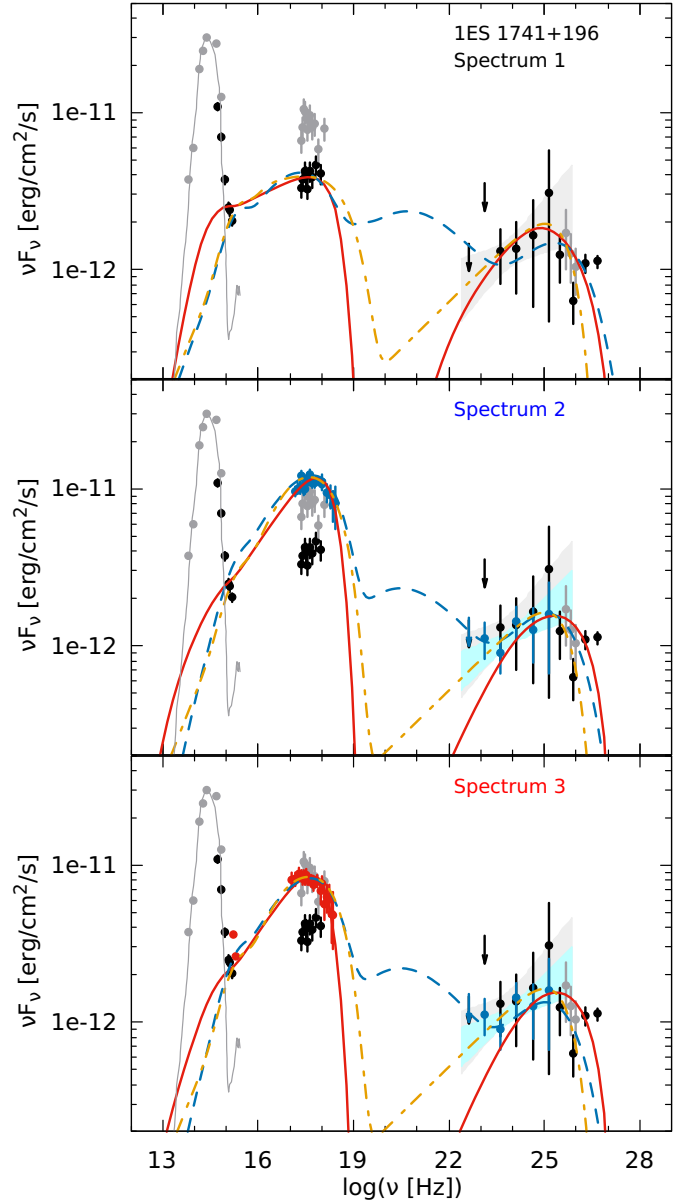 1ES 1741+196
Spectrum 1
1e-11
1e-12
νFν [erg/cm²/s]
Spectrum 2
1e-11
1e-12
νFν [erg/cm²/s]
Spectrum 3
1e-11
1e-12
νFν [erg/cm²/s]
13 16 19 22 25 28
log(ν [Hz])